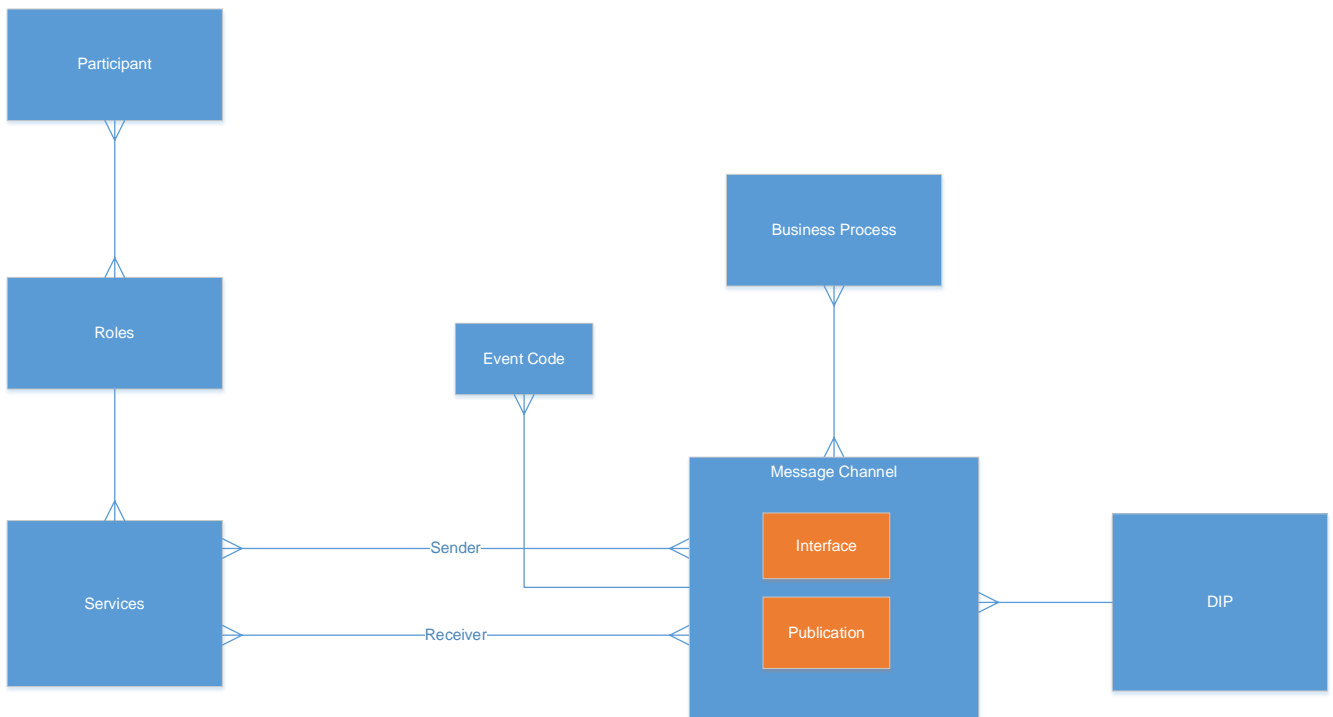 Participant
Business Process
Roles
Event Code
Message Channel
Sender
Interface
Services
DIP
Receiver
Publication